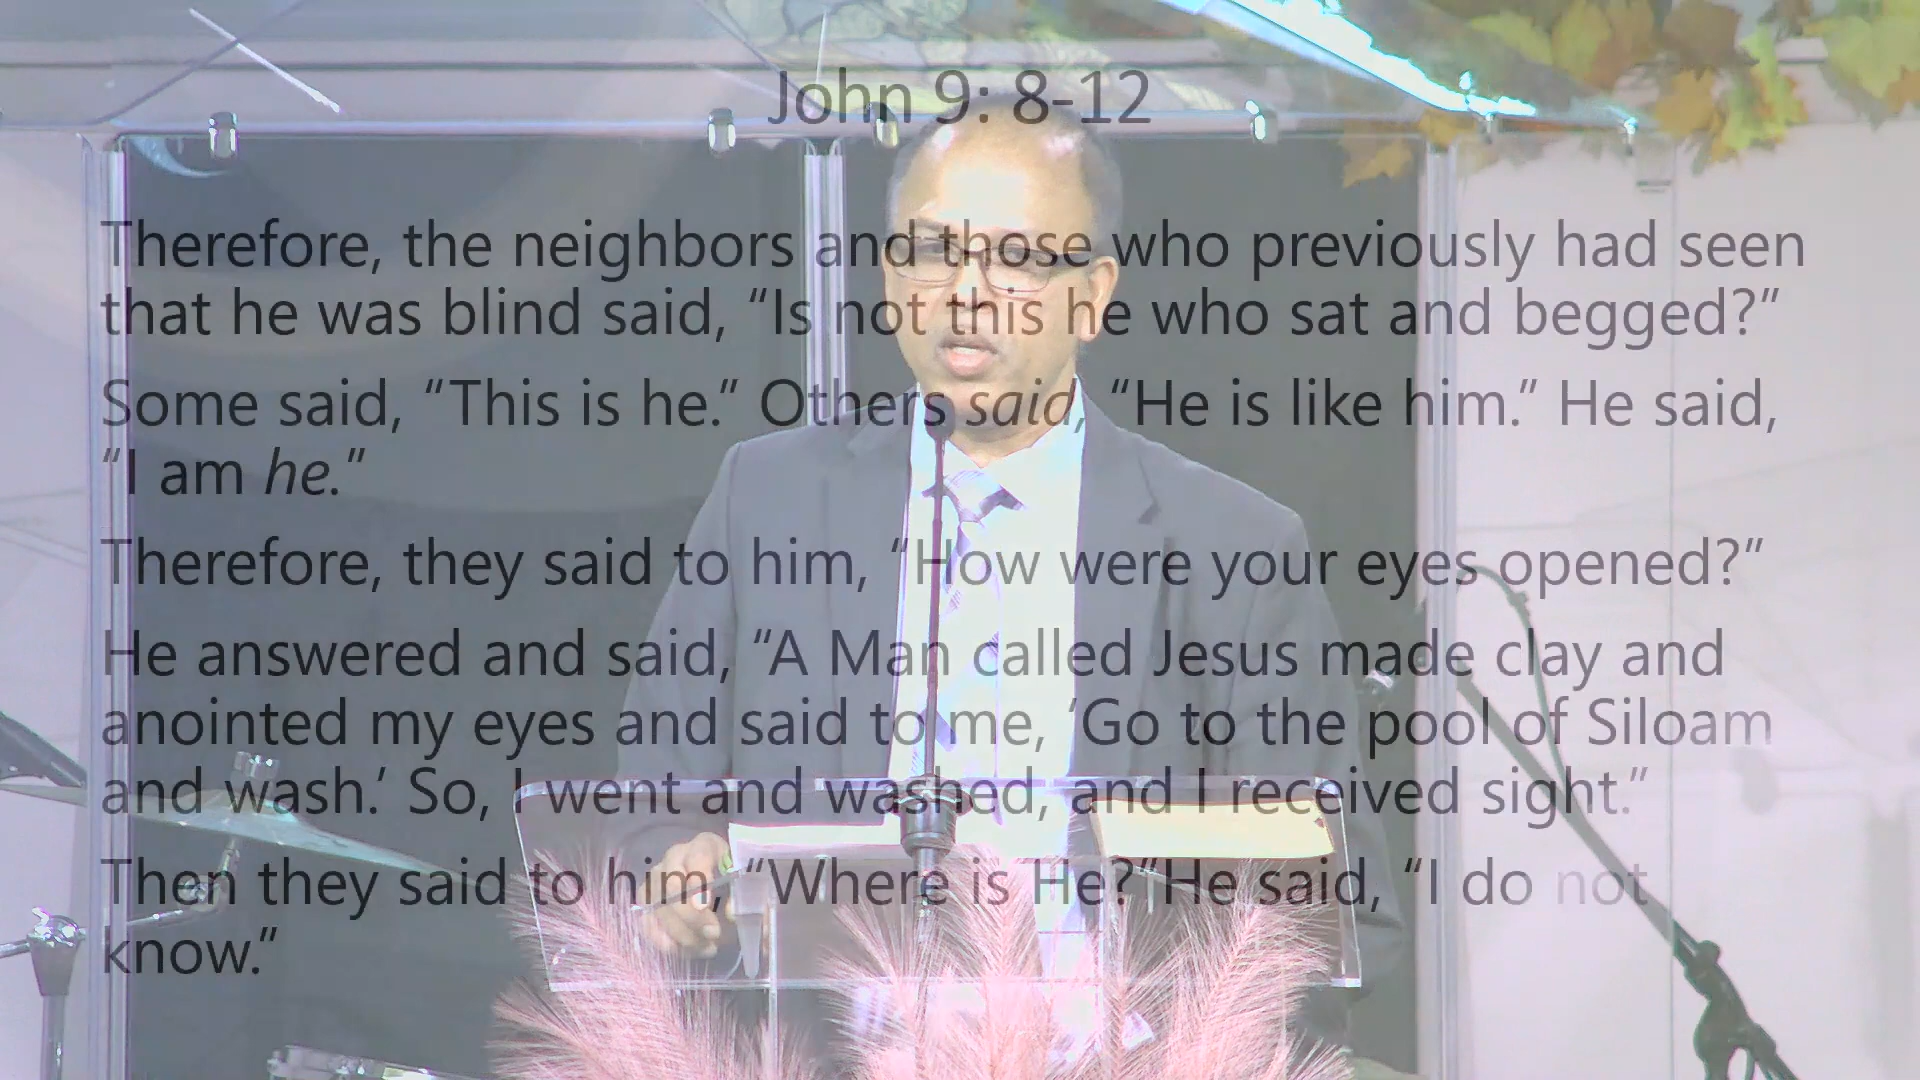 John 9: 8-12
Therefore, the neighbors and those who previously had seen
that he was blind said, “Is not this he who sat and begged?”
Some said, “This is he.” Others said, “He is like him.” He said,
“I am he.”
Therefore, they said to him, “How were your eyes opened?”
He answered and said, “A Man called Jesus made clay and
anointed my eyes and said to me, ‘Go to the pool of Siloam
and wash.’ So, I went and washed, and I received sight.”
Then they said to him, “Where is He?”He said, “I do not
know.”